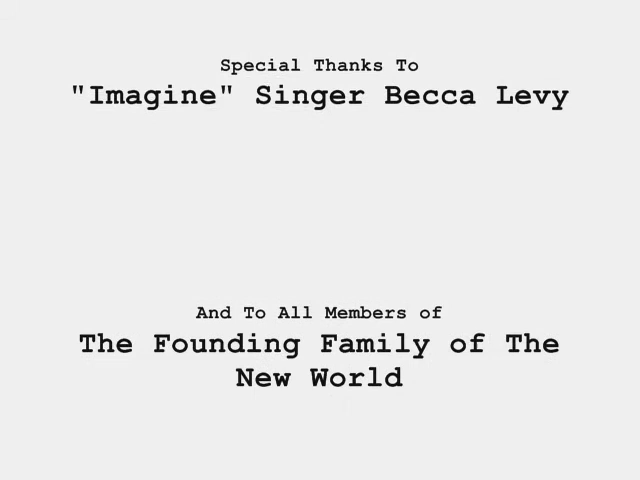 Special Thanks To
"Imagine" Singer Becca Levy
And To All Members of
The Founding Family of The
New World